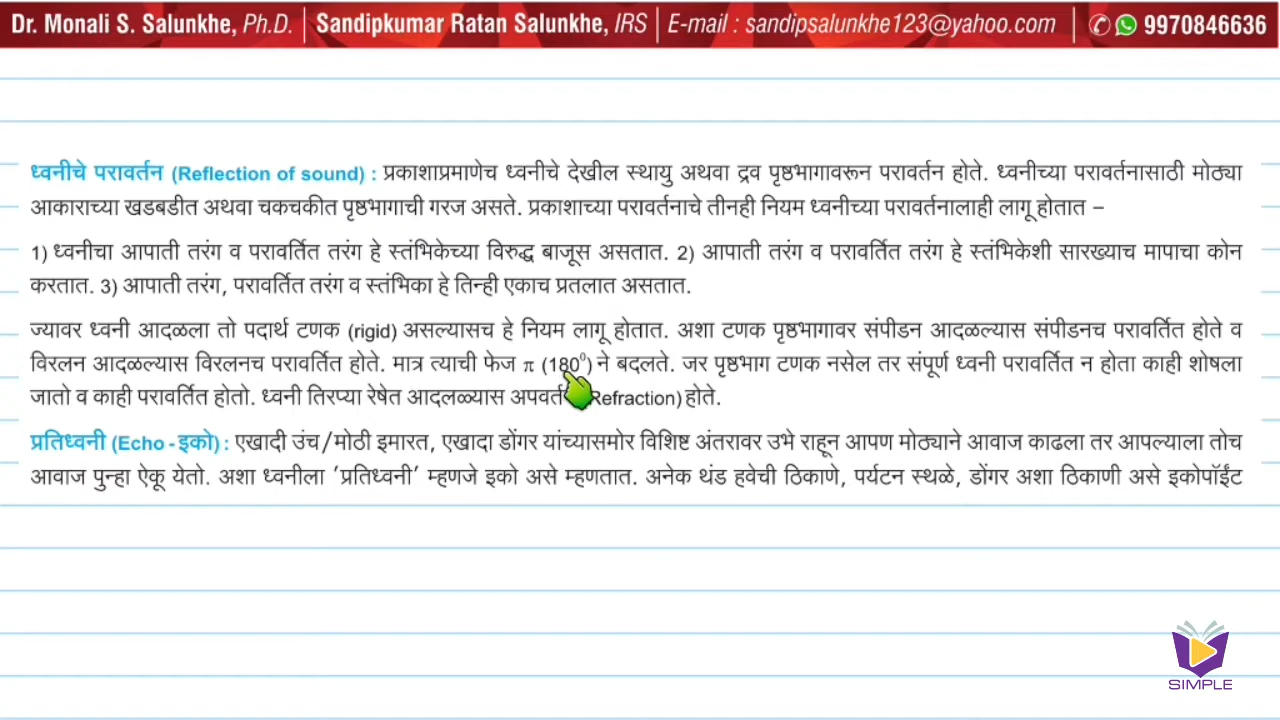 Dr. Monali S. Salunkhe, Ph.D. | Sandipkumar Ratan Salunkhe, IRS | E-mail : sandipsalunkhe123@yahoo.com | 9970846636
ध्वनीचे परावर्तन (Reflection of sound) : प्रकाशाप्रमाणेच ध्वनीचे देखील स्थायु अथवा द्रव पृष्ठभागावरून परावर्तन होते. ध्वनीच्या परावर्तनासाठी मोठ्या
आकाराच्या खडबडीत अथवा चकचकीत पृष्ठभागाची गरज असते. प्रकाशाच्या परावर्तनाचे तीनही नियम ध्वनीच्या परावर्तनालाही लागू होतात –
1) ध्वनीचा आपाती तरंग व परावर्तित तरंग हे स्तंभिकेच्या विरुद्ध बाजूस असतात. 2) आपाती तरंग व परावर्तित तरंग हे स्तंभिकेशी सारख्याच मापाचा कोन
करतात. 3) आपाती तरंग, परावर्तित तरंग व स्तंभिका हे तिन्ही एकाच प्रतलात असतात.
ज्यावर ध्वनी आदळला तो पदार्थ टणक (rigid) असल्यासच हे नियम लागू होतात. अशा टणक पृष्ठभागावर संपीडन आदळल्यास संपीडनच परावर्तित होते व
विरलन आदळल्यास विरलनच परावर्तित होते. मात्र त्याची फेज π (180⁰) ने बदलते. जर पृष्ठभाग टणक नसेल तर संपूर्ण ध्वनी परावर्तित न होता काही शोषला
जातो व काही परावर्तित होतो. ध्वनी तिरप्या रेषेत आदलळ्यास Refraction) होते.
प्रतिध्वनी (Echo - इको) : एखादी उंच/मोठी इमारत, एखादा डोंगर यांच्यासमोर विशिष्ट अंतरावर उभे राहून आपण मोठ्याने आवाज काढला तर आपल्याला तोच
आवाज पुन्हा ऐकू येतो. अशा ध्वनीला ‘प्रतिध्वनी’ म्हणजे इको असे म्हणतात. अनेक थंड हवेची ठिकाणे, पर्यटन स्थळे, डोंगर अशा ठिकाणी असे इकोपॉईंट
SIMPLE